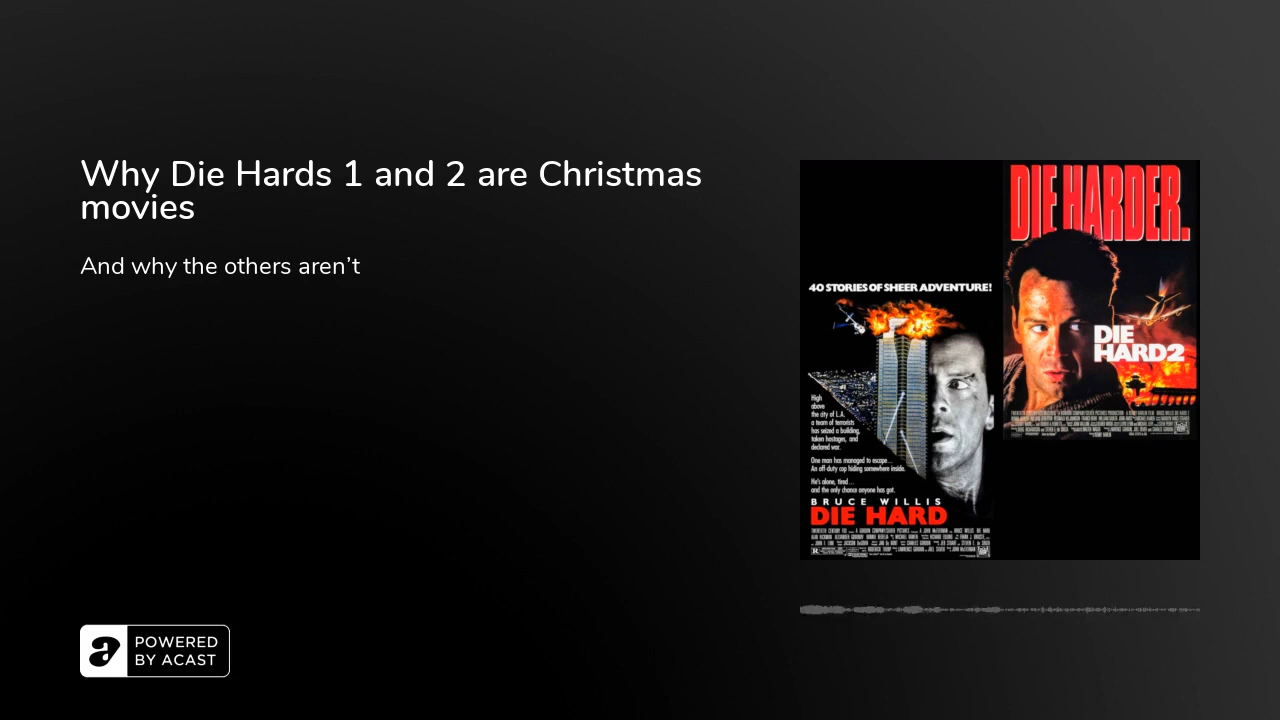 Why Die Hards 1 and 2 are Christmas
movies
And why the others aren’t
DIE HARDER.
40 STORIES OF SHEER ADVENTURE!
DIE
HARD2
High
above
the city of L.A.
a team of terrorists
has seized a building,
taken hostages, and
declared war.
One man has managed to escape...
An off-duty cop hiding somewhere inside.
He's alone, tired...
and the only chance anyone has got.
BRUCE WILLIS
DIE HARD
R
POWERED
BY ACAST